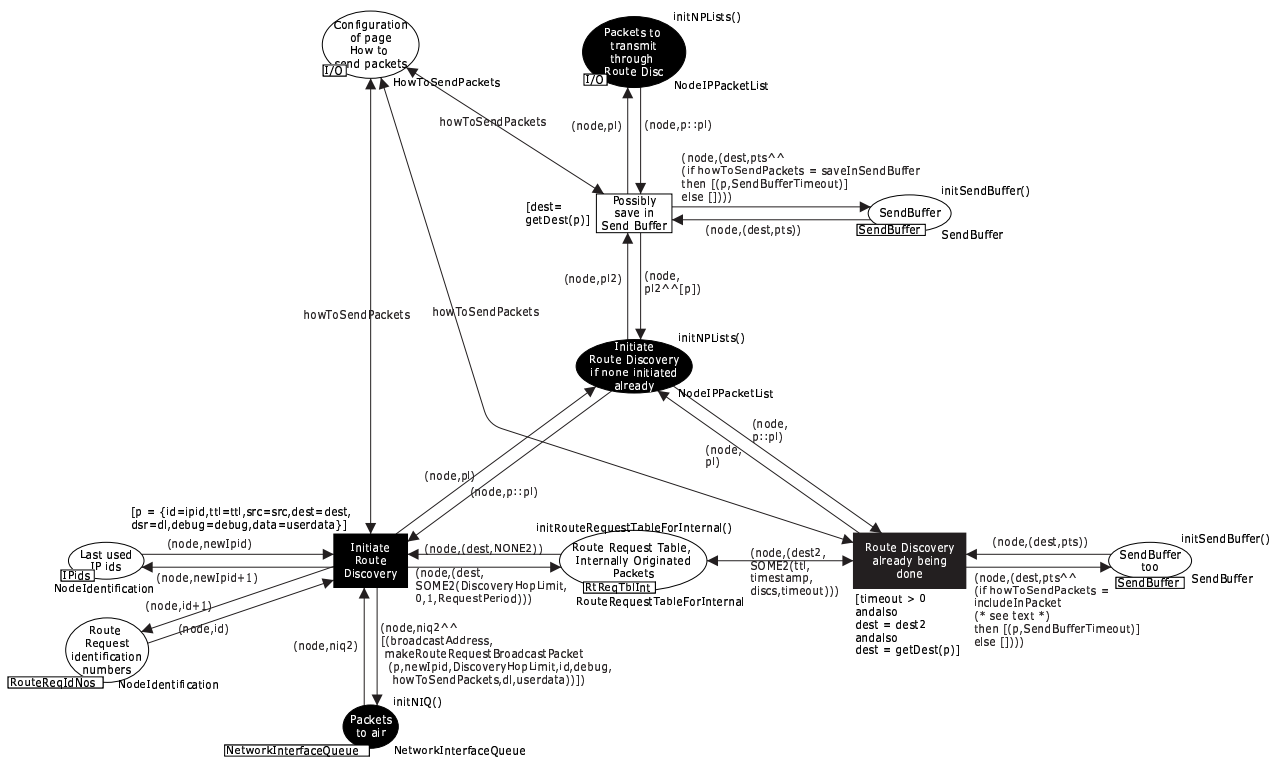 initNPLists()
Configuration
of page
How to
send packets
I/O
HowToSendPackets
Packets to
transmit
through
Route Disc
I/O
NodeIPPacketList
howToSendPackets
(node,pl)
(node,p::pl)
(node,(dest,pts^^
(if howToSendPackets = saveInSendBuffer
then [(p,SendBufferTimeout)]
else [])))
initSendBuffer()
[dest=
getDest(p)]
Possibly
save in
Send Buffer
SendBuffer
SendBuffer
SendBuffer
(node,(dest,pts))
(node,pl2)
(node,
pl2^^[p])
howToSendPackets
howToSendPackets
initNPLists()
Initiate
Route Discovery
if none initiated
already
NodeIPPacketList
(node,
p::pl)
(node,
pl)
(node,pl)
(node,p::pl)
[p = {id=ipid,ttl=ttl,src=src,dest=dest,
dsr=dl,debug=debug,data=userdata}]
initRouteRequestTableForInternal()
(node,newIpid)
Last used
IP ids
IPids
NodeIdentification
(node,newIpid+1)
Initiate
Route
Discovery
(node,(dest,NONE2))
(node,(dest,
SOME2(DiscoveryHopLimit,
0,1,RequestPeriod)))
Route Request Table,
Internally Originated
Packets
RtReqTblInt
RouteRequestTableForInternal
(node,(dest2,
SOME2(ttl,
timestamp,
discs,timeout)))
Route Discovery
already being
done
(node,(dest,pts))
initSendBuffer()
SendBuffer
too
SendBuffer
SendBuffer
[timeout > 0
andalso
dest = dest2
andalso
dest = getDest(p)]
(node,(dest,pts^^
(if howToSendPackets =
includeInPacket
(* see text *)
then [(p,SendBufferTimeout)]
else [])))
(node,id+1)
(node,id)
Route
Request
identification
numbers
RouteReqIdNos
NodeIdentification
(node,niq2)
(node,niq2^^
[(broadcastAddress,
makeRouteRequestBroadcastPacket
(p,newIpid,DiscoveryHopLimit,id,debug,
howToSendPackets,dl,userdata))])
initNIQ()
Packets
to air
NetworkInterfaceQueue
NetworkInterfaceQueue